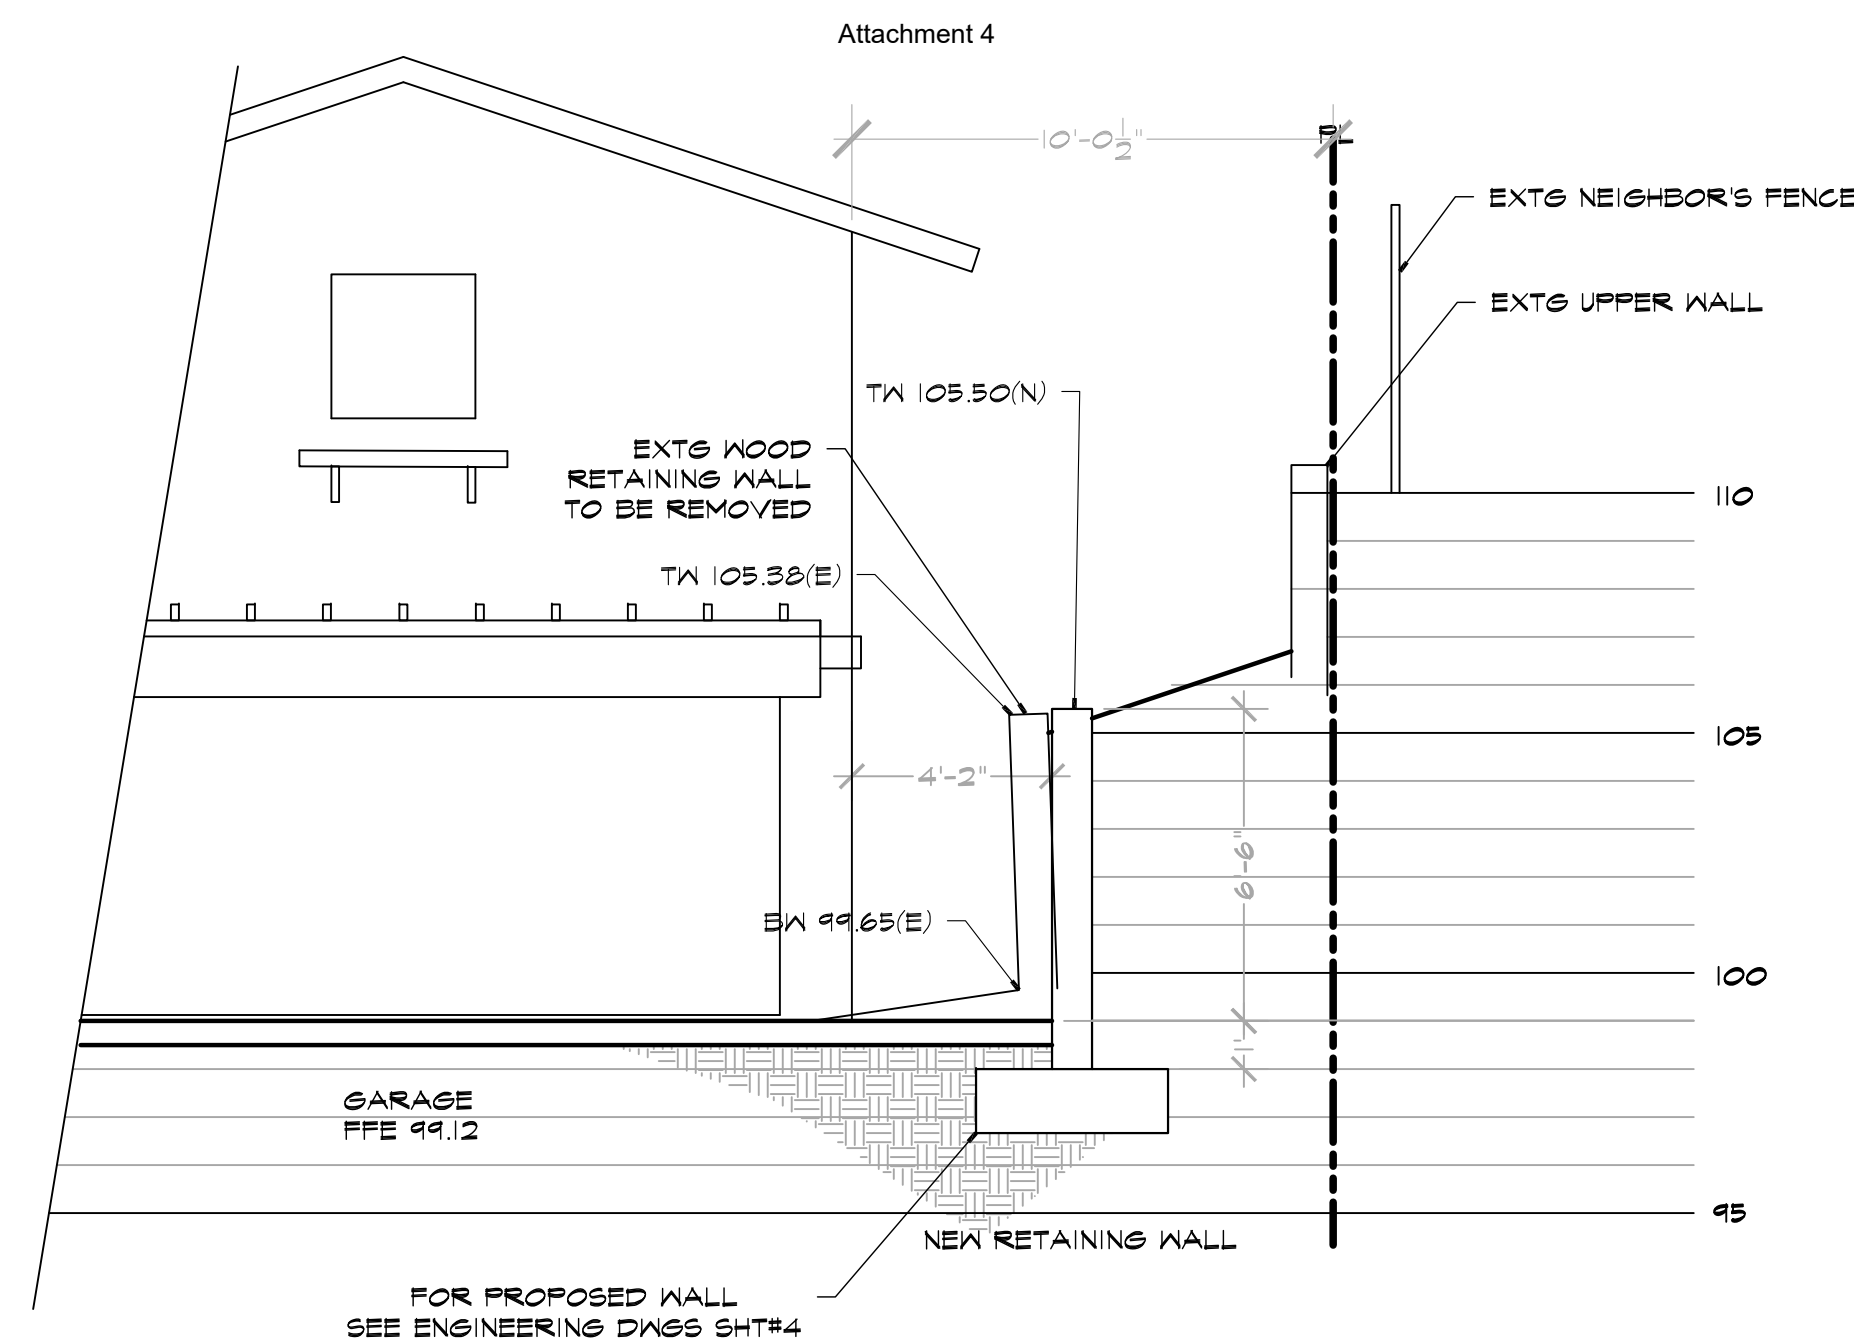 Attachment 4
10'-0 1/2"
PL
EXTG NEIGHBOR'S FENCE
EXTG UPPER WALL
TW 105.50(N)
EXTG WOOD
RETAINING WALL
TO BE REMOVED
110
TW 105.38(E)
105
4'-2"
6'-6"
BW 99.65(E)
100
1'
GARAGE
FFE 99.12
95
NEW RETAINING WALL
FOR PROPOSED WALL
SEE ENGINEERING DWGS SHT#4